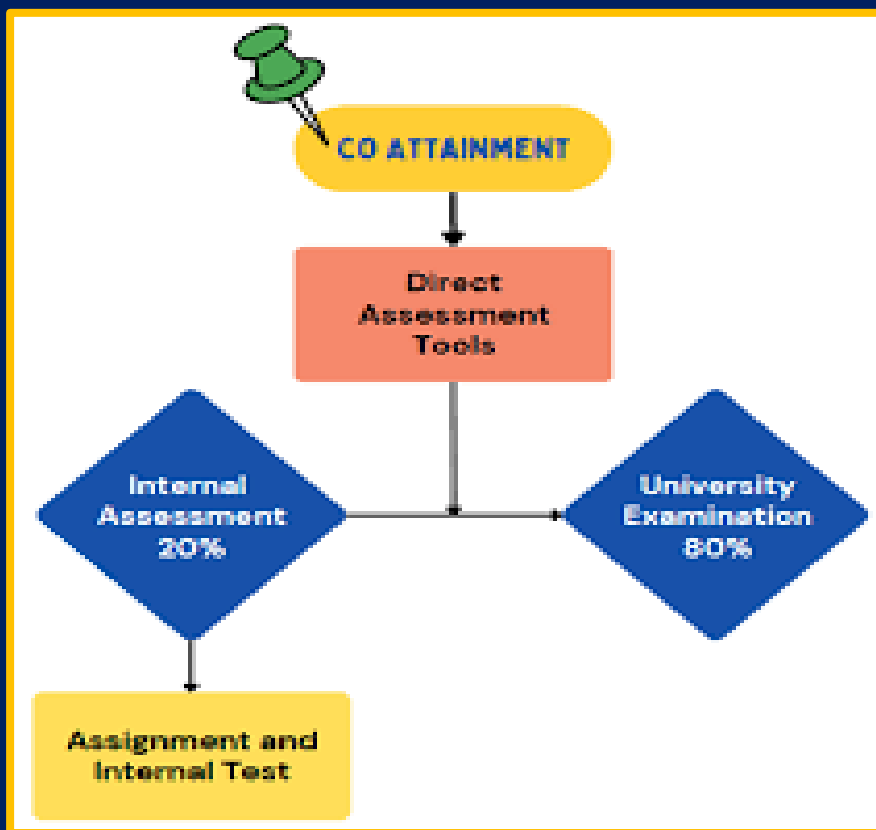 CO ATTAINMENT
Direct
Assessment
Tools
Internal
Assessment
20%
University
Examination
80%
Assignment and
Internal Test